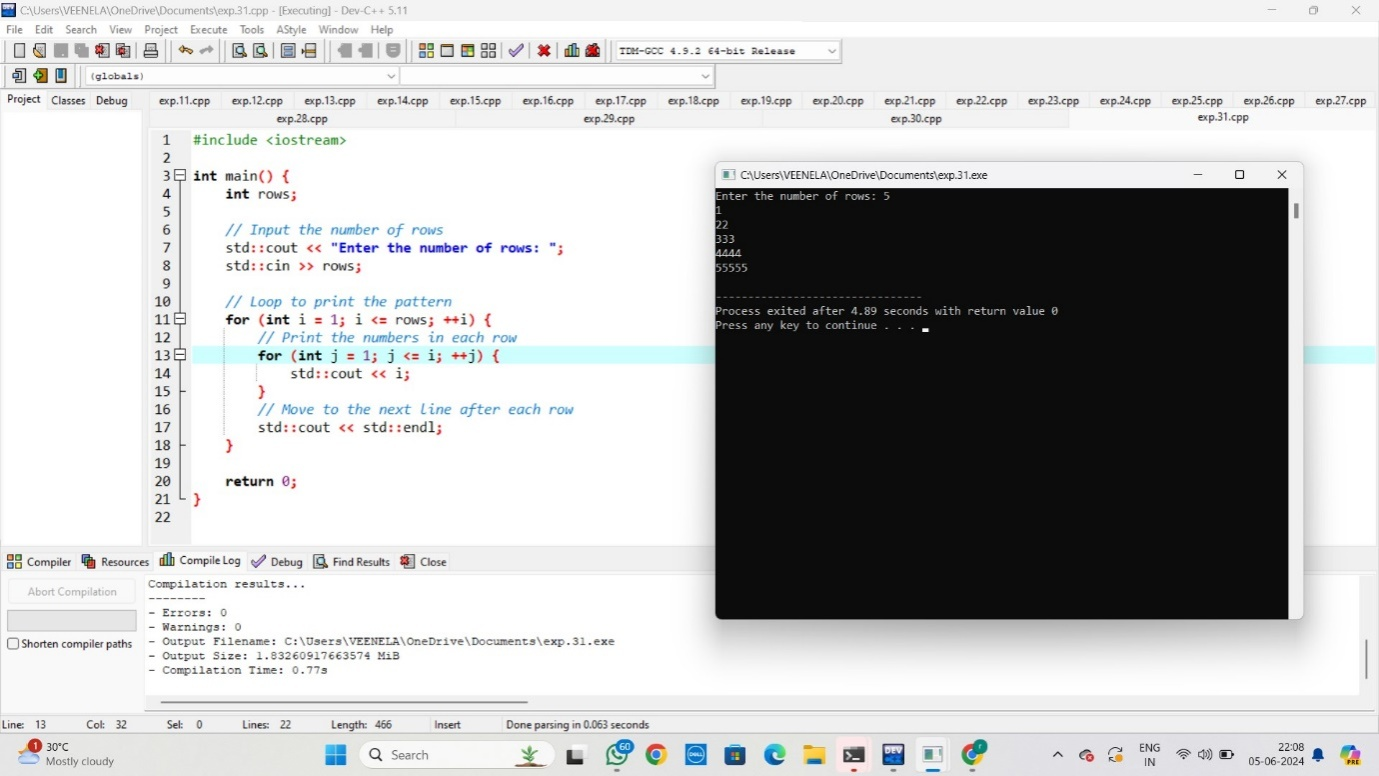 C:\Users\VEENELA\OneDrive\Documents\exp.31.cpp - [Executing] - Dev-C++ 5.11
File Edit Search View Project Execute Tools AStyle Window Help
TDM-GCC 4.9.2 64-bit Release
(globals)
Project Classes Debug
exp.11.cpp exp.12.cpp exp.13.cpp exp.14.cpp exp.15.cpp exp.16.cpp exp.17.cpp exp.18.cpp exp.19.cpp exp.20.cpp exp.21.cpp exp.22.cpp exp.23.cpp exp.24.cpp exp.25.cpp exp.26.cpp exp.27.cpp
exp.28.cpp exp.29.cpp exp.30.cpp exp.31.cpp
1 #include <iostream>
2
3 int main() {
4 int rows;
5
6 // Input the number of rows
7 std::cout << "Enter the number of rows: ";
8 std::cin >> rows;
9
10 // Loop to print the pattern
11 for (int i = 1; i <= rows; ++i) {
12 // Print the numbers in each row
13 for (int j = 1; j <= i; ++j) {
14 std::cout << i;
15 }
16 // Move to the next line after each row
17 std::cout << std::endl;
18 }
19
20 return 0;
21 }
22
C:\Users\VEENELA\OneDrive\Documents\exp.31.exe
Enter the number of rows: 5
1
22
333
4444
55555
--------------------------------
Process exited after 4.89 seconds with return value 0
Press any key to continue . . .
Compiler Resources Compile Log Debug Find Results Close
Abort Compilation
Shorten compiler paths
Compilation results...
--------
- Errors: 0
- Warnings: 0
- Output Filename: C:\Users\VEENELA\OneDrive\Documents\exp.31.exe
- Output Size: 1.83260917663574 MiB
- Compilation Time: 0.77s
Line: 13 Col: 32 Sel: 0 Lines: 22 Length: 466 Insert Done parsing in 0.063 seconds
1
30°C
Mostly cloudy
Search
60
DELL
DEV
ENG
IN
22:08
05-06-2024
PRE